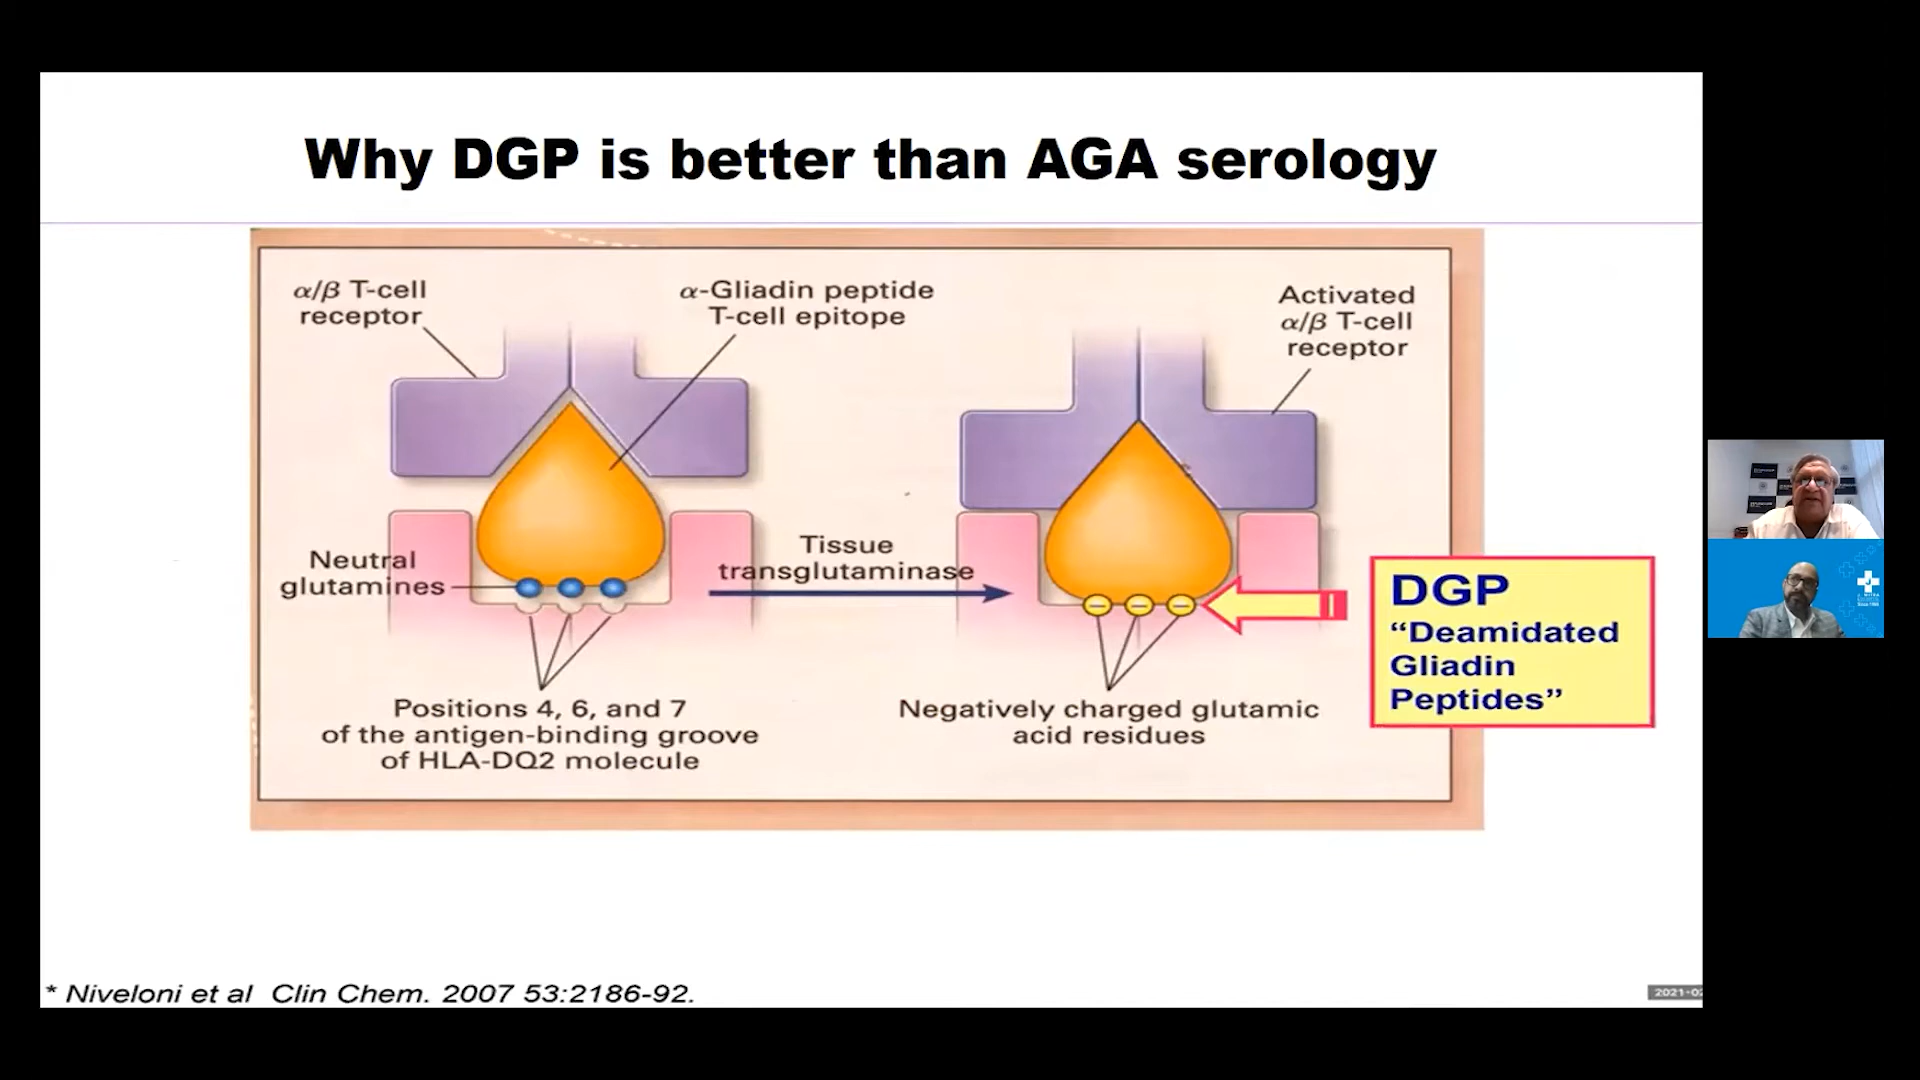 Why DGP is better than AGA serology
α/β T-cell
receptor
α-Gliadin peptide
T-cell epitope
Activated
α/β T-cell
receptor
Neutral
glutamines
Tissue
transglutaminase
Positions 4, 6, and 7
of the antigen-binding groove
of HLA-DQ2 molecule
Negatively charged glutamic
acid residues
DGP
“Deamidated
Gliadin
Peptides”
* Niveloni et al Clin Chem. 2007 53:2186-92.